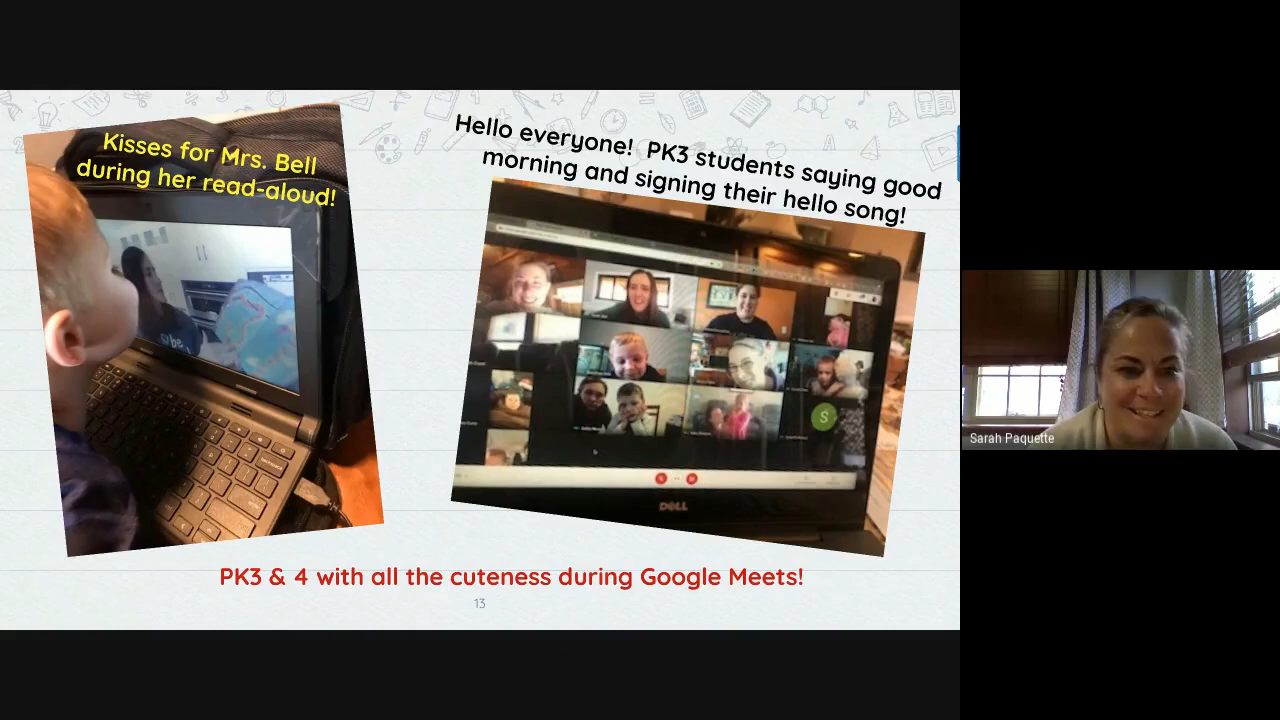 Kisses for Mrs. Bell
during her read-aloud!
Hello everyone!  PK3 students saying good
morning and signing their hello song!
be
S
DELL
PK3 & 4 with all the cuteness during Google Meets!
13
Sarah Paquette